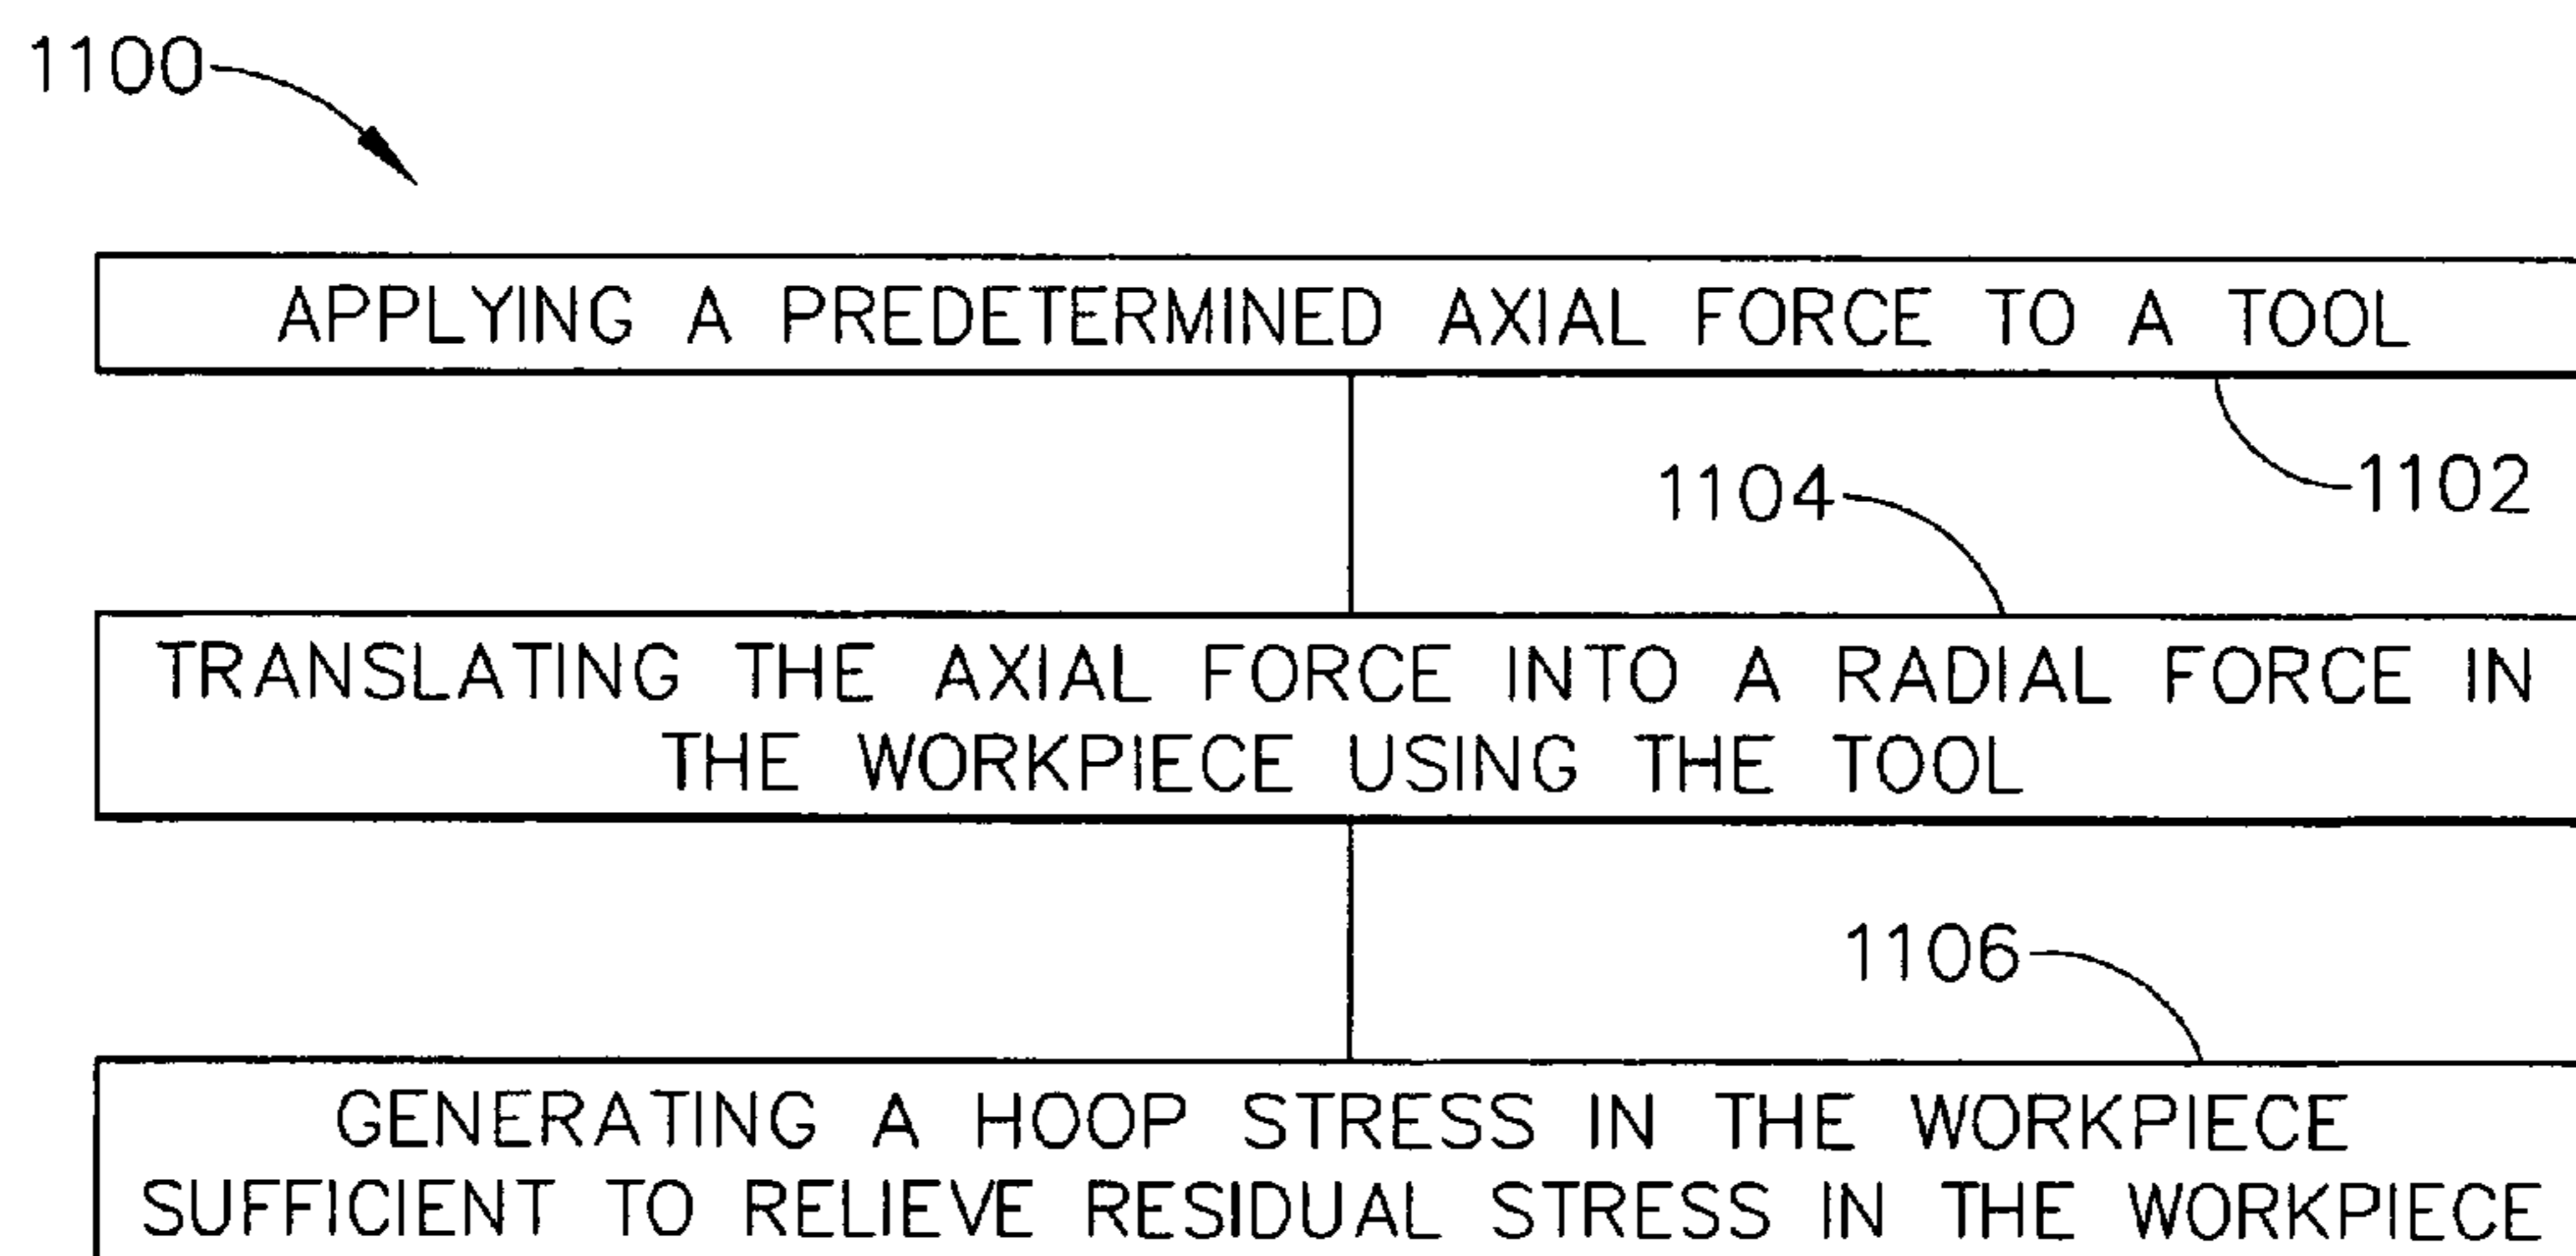 1100
APPLYING A PREDETERMINED AXIAL FORCE TO A TOOL
1102
1104
TRANSLATING THE AXIAL FORCE INTO A RADIAL FORCE IN
THE WORKPIECE USING THE TOOL
1106
GENERATING A HOOP STRESS IN THE WORKPIECE
SUFFICIENT TO RELIEVE RESIDUAL STRESS IN THE WORKPIECE